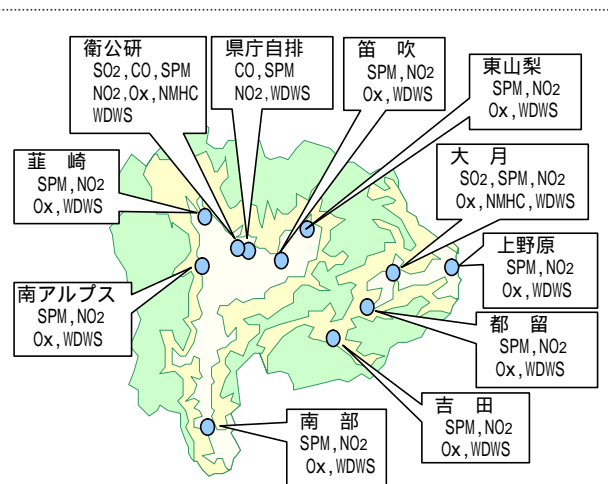 衛公研
SO2,CO,SPM
NO2,Ox,NMHC
WDWS
県庁自排
CO,SPM
NO2,WDWS
笛 吹
SPM,NO2
Ox,WDWS
東山梨
SPM,NO2
Ox,WDWS
韮 崎
SPM,NO2
Ox,WDWS
大 月
SO2,SPM,NO2
Ox,NMHC,WDWS
上野原
SPM,NO2
Ox,WDWS
南アルプス
SPM,NO2
Ox,WDWS
都 留
SPM,NO2
Ox,WDWS
吉 田
SPM,NO2
Ox,WDWS
南 部
SPM,NO2
Ox,WDWS